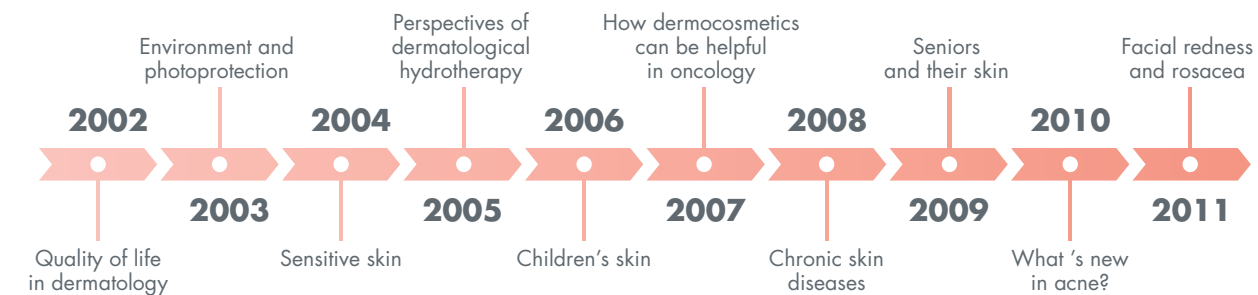 2002
Quality of life
in dermatology
Environment and
photoprotection
2003
2004
Sensitive skin
Perspectives of
dermatological
hydrotherapy
2005
2006
Children’s skin
How dermocosmetics
can be helpful
in oncology
2007
2008
Chronic skin
diseases
Seniors
and their skin
2009
2010
What ’s new
in acne?
Facial redness
and rosacea
2011